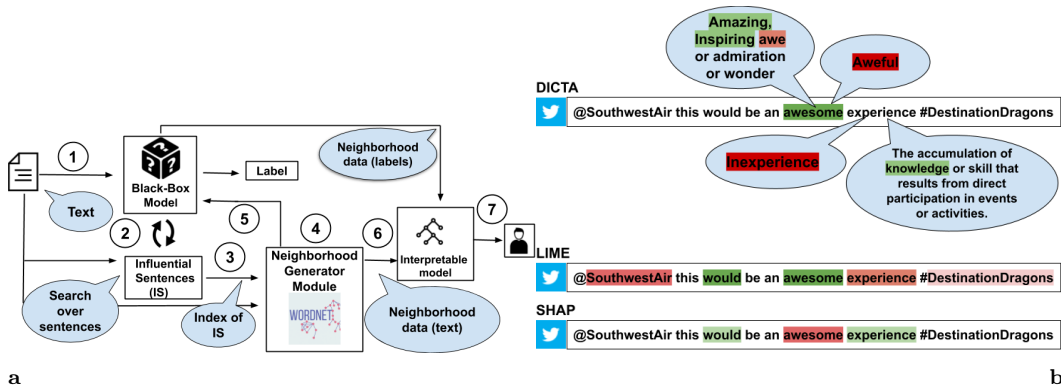 1
Text
2
Black-Box
Model
Label
Neighborhood
data (labels)
5
4
6
7
3
Influential
Sentences
(IS)
Search
over
sentences
Index of
IS
Neighborhood
Generator
Module
WORDNET
Interpretable
model
Neighborhood
data (text)
a
Amazing,
Inspiring awe
or admiration
or wonder
Aweful
DICTA
@SouthwestAir this would be an awesome experience #DestinationDragons
Inexperience
The accumulation of
knowledge or skill that
results from direct
participation in events
or activities.
LIME
@SouthwestAir this would be an awesome experience #DestinationDragons
SHAP
@SouthwestAir this would be an awesome experience #DestinationDragons
b